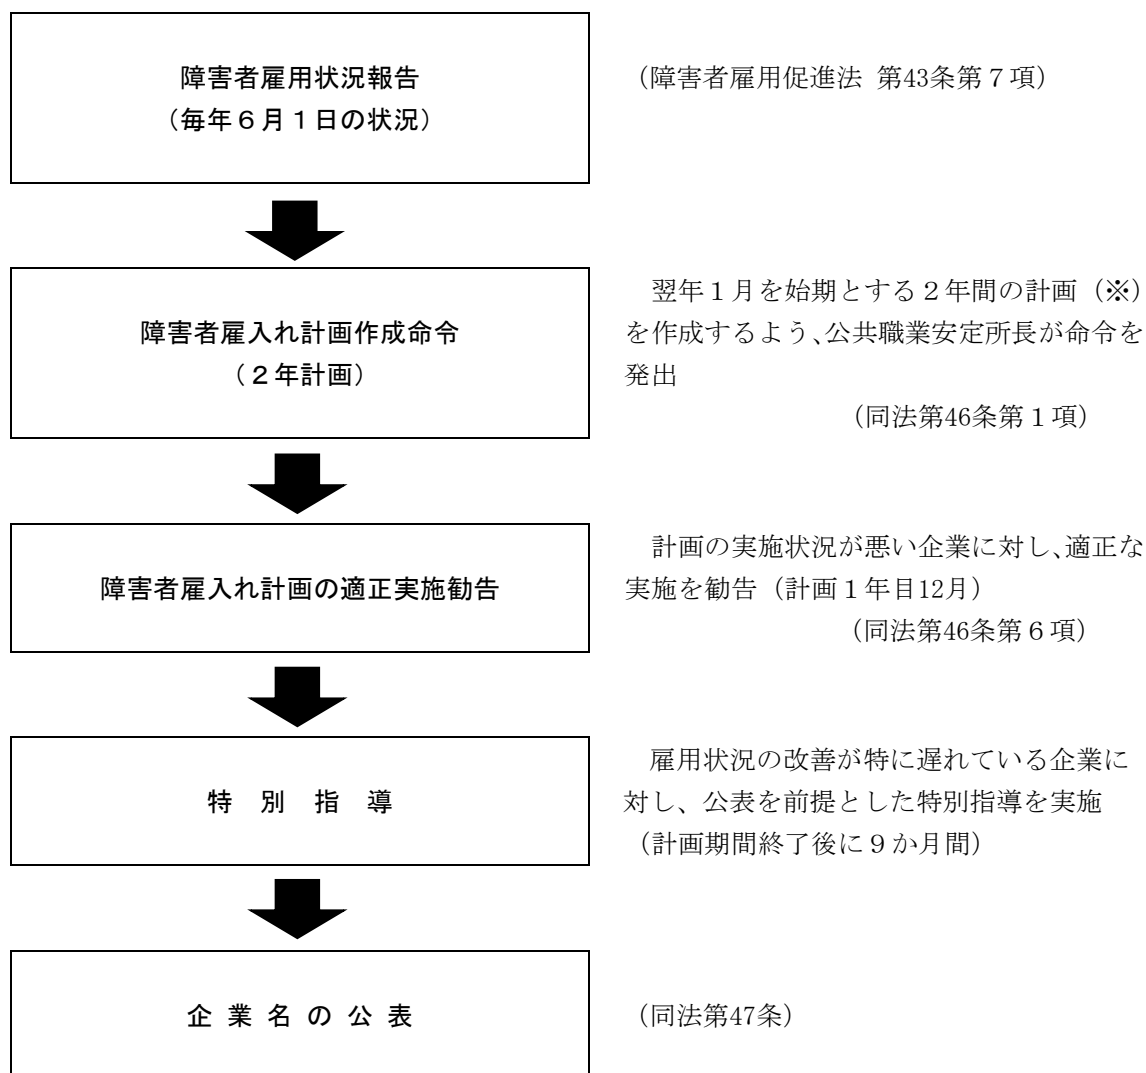 障害者雇用状況報告
（毎年６月１日の状況）
（障害者雇用促進法 第43条第７項）
障害者雇入れ計画作成命令
（２年計画）
翌年１月を始期とする２年間の計画（※）
を作成するよう、公共職業安定所長が命令を
発出
（同法第46条第１項）
障害者雇入れ計画の適正実施勧告
計画の実施状況が悪い企業に対し、適正な
実施を勧告（計画１年目12月）
（同法第46条第６項）
特　別　指　導
雇用状況の改善が特に遅れている企業に
対し、公表を前提とした特別指導を実施
（計画期間終了後に９か月間）
企 業 名 の 公 表
（同法第47条）